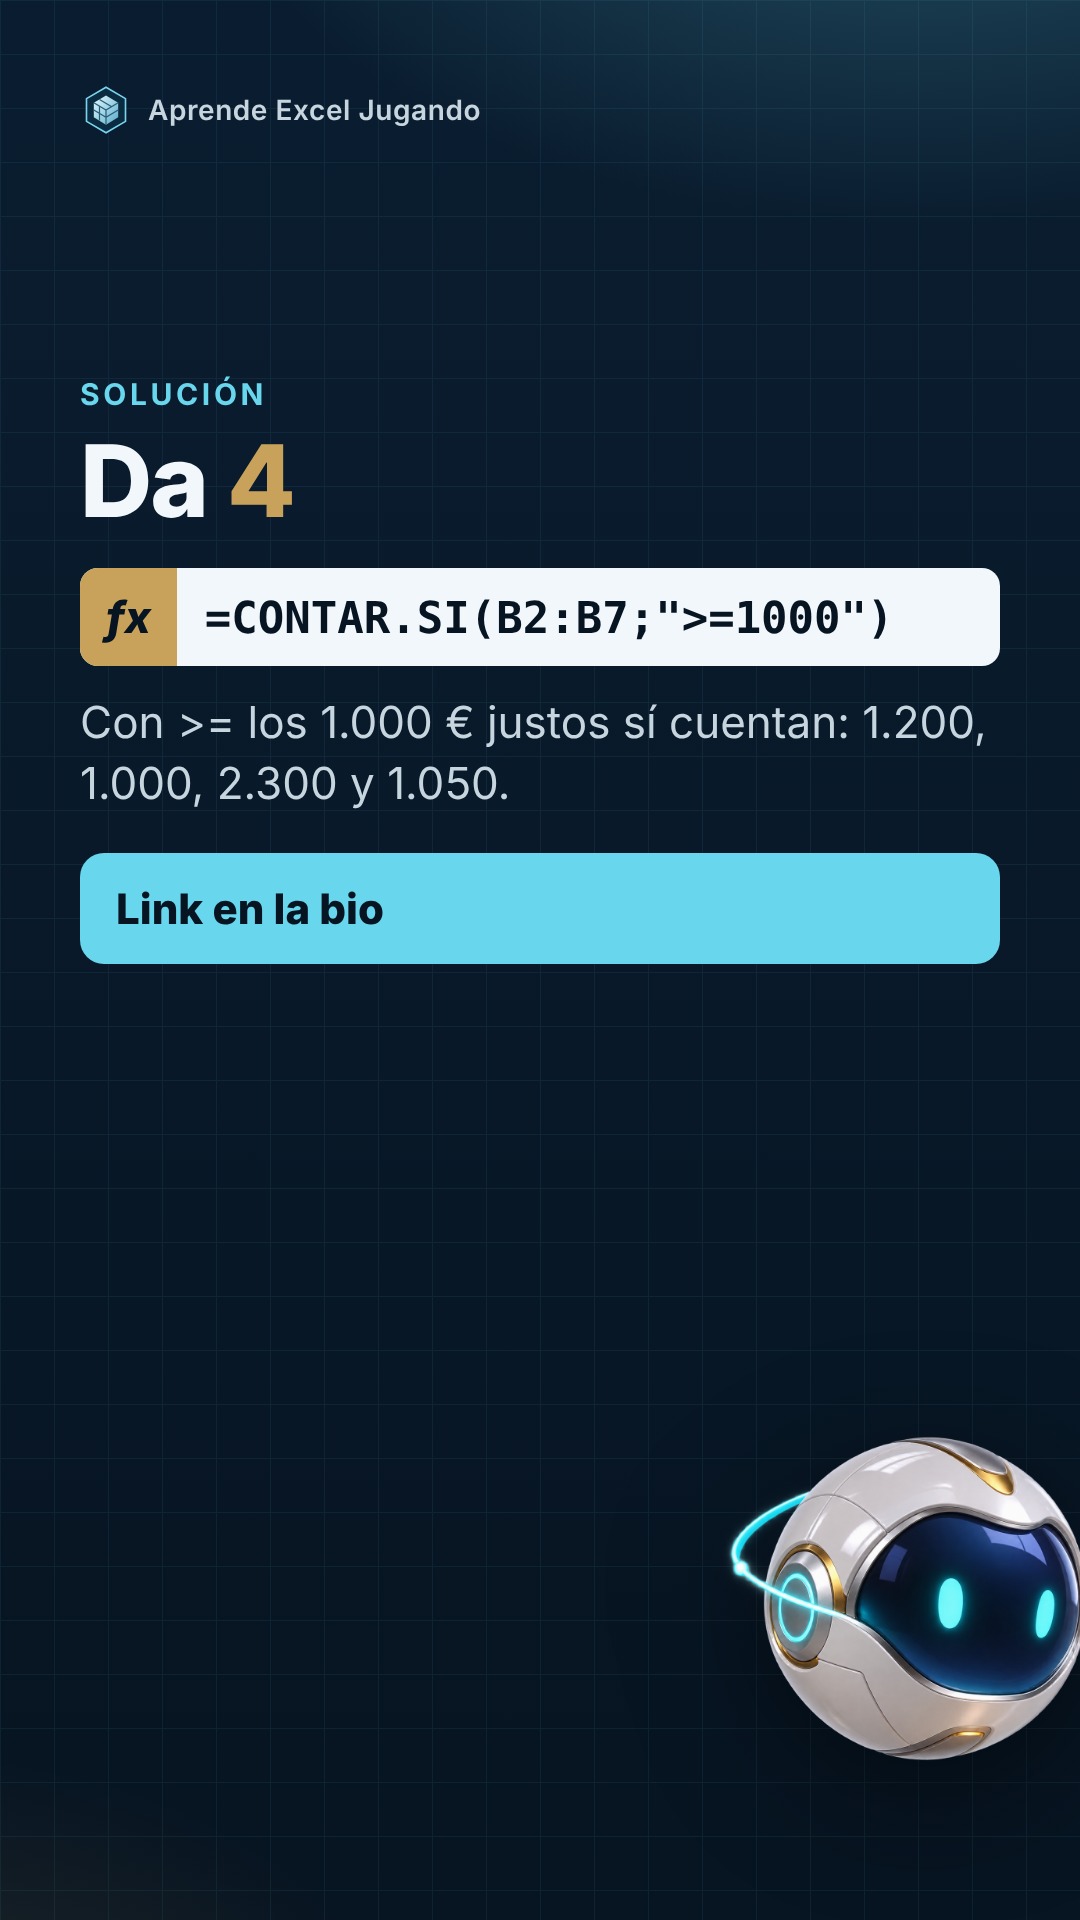 Aprende Excel Jugando
SOLUCIÓN
Da 4
fx =CONTAR.SI(B2:B7;">=1000")
Con >= los 1.000 € justos sí cuentan: 1.200,
1.000, 2.300 y 1.050.
Link en la bio